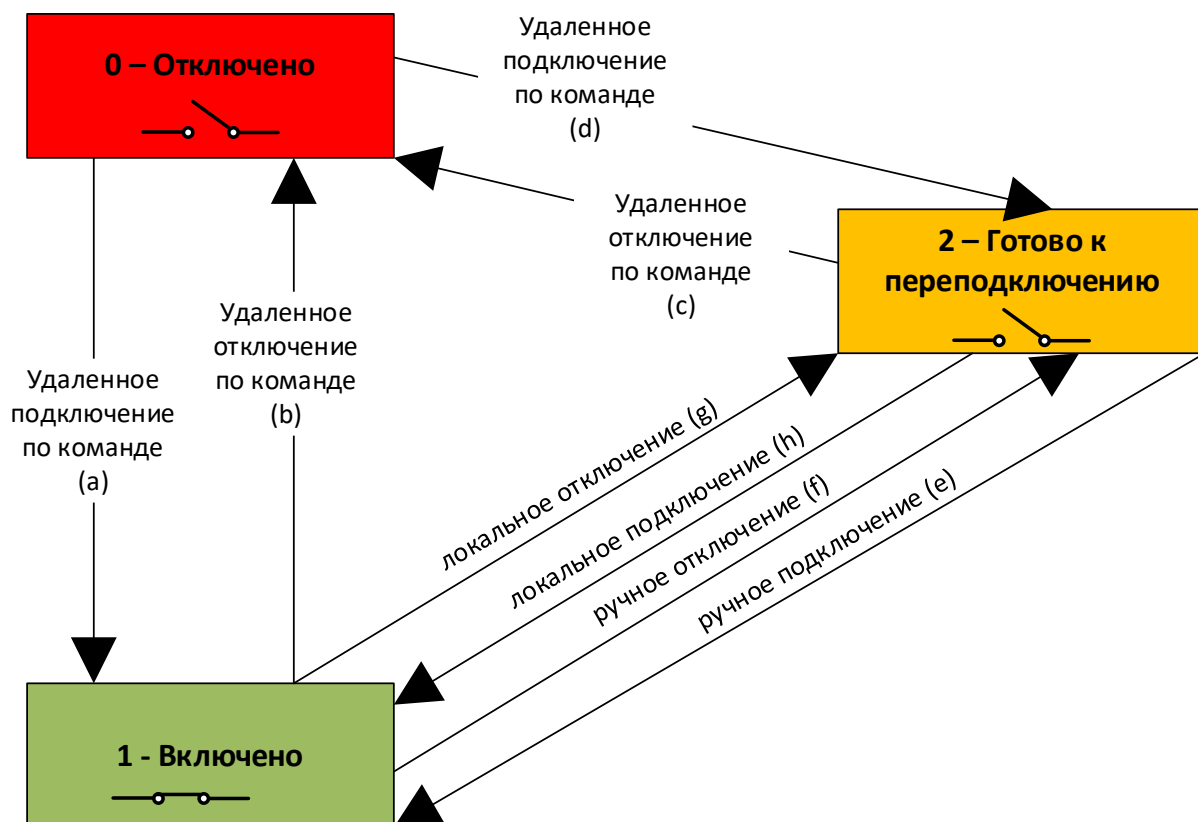 0 – Отключено
Удаленное
подключение
по команде
(d)
Удаленное
отключение
по команде
(c)
2 – Готово к
переподключению
Удаленное
отключение
по команде
(b)
Удаленное
подключение
по команде
(a)
локальное отключение (g)
локальное подключение (h)
ручное отключение (f)
ручное подключение (e)
1 - Включено